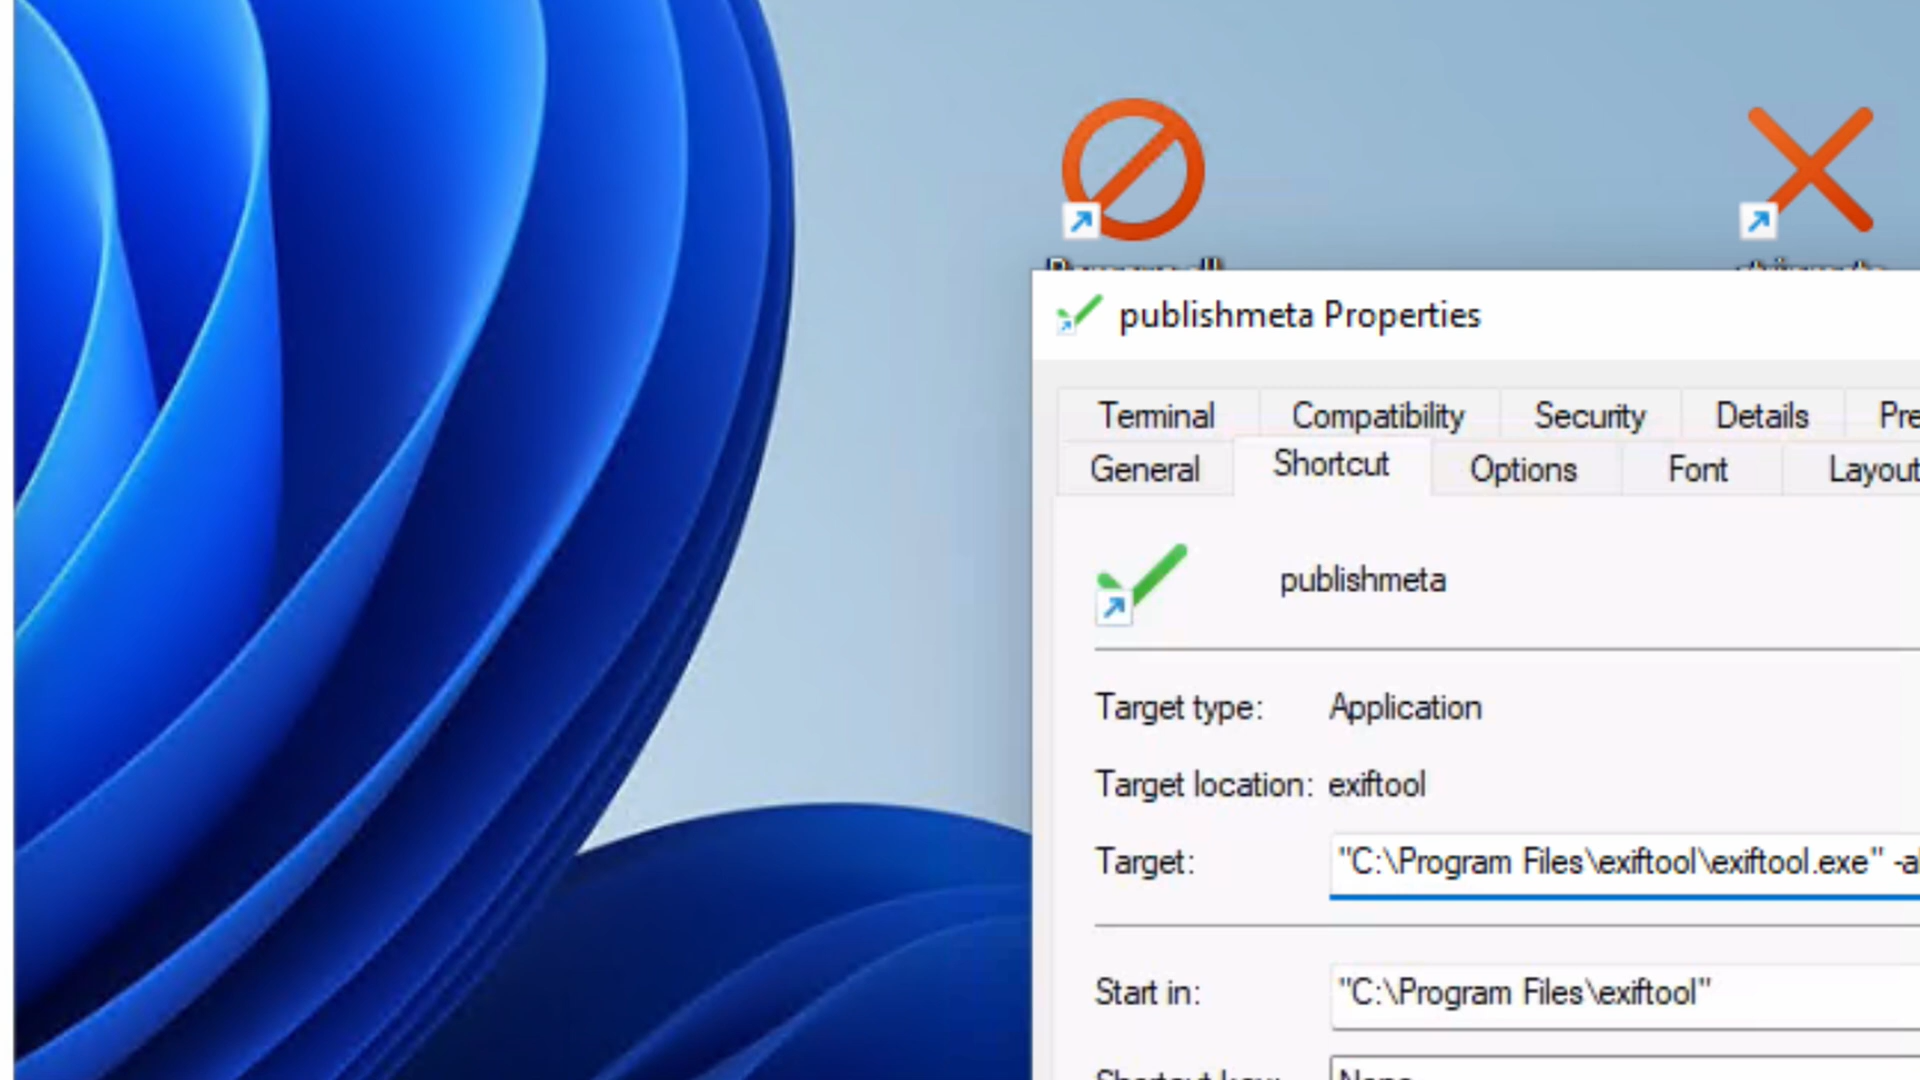 publishmeta Properties
Terminal Compatibility Security Details
General Shortcut Options Font Layout
publishmeta
Target type: Application
Target location: exiftool
Target: "C:\Program Files\exiftool\exiftool.exe"
Start in: "C:\Program Files\exiftool"